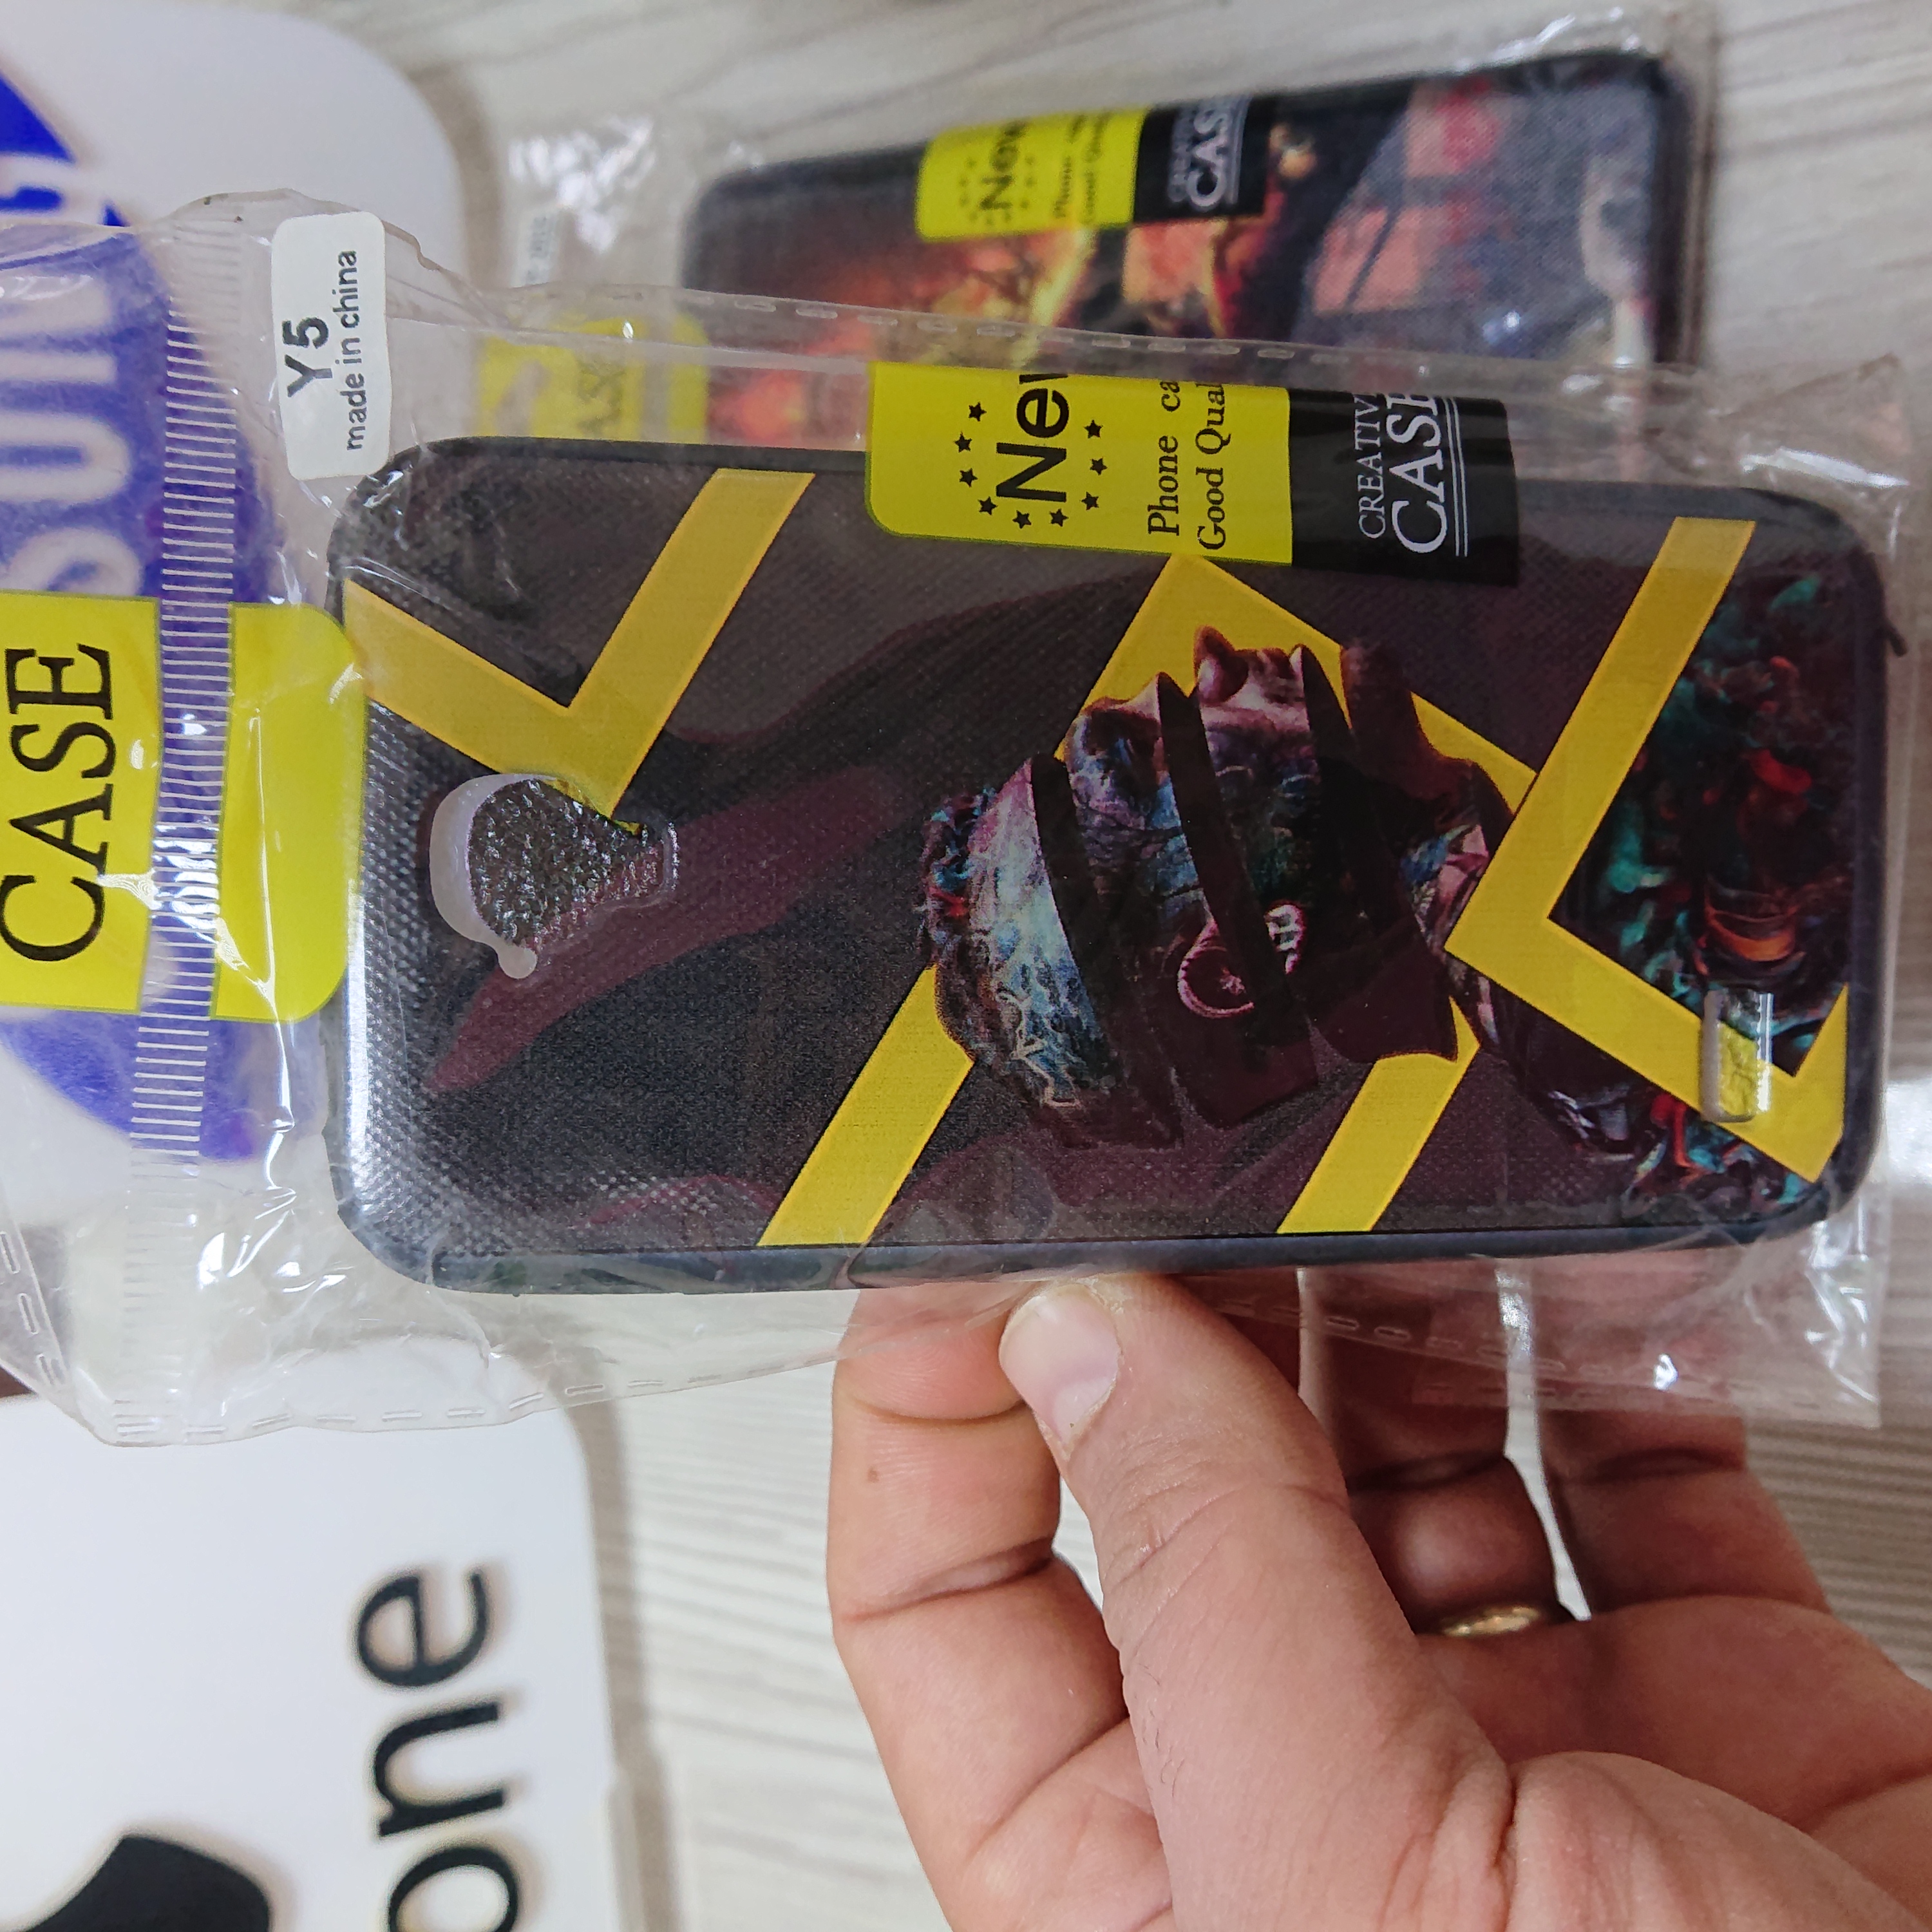 Y5
made in china
CASE
New
Phone ca
Good Qual
CREATIV
CASE
New
CASE
one